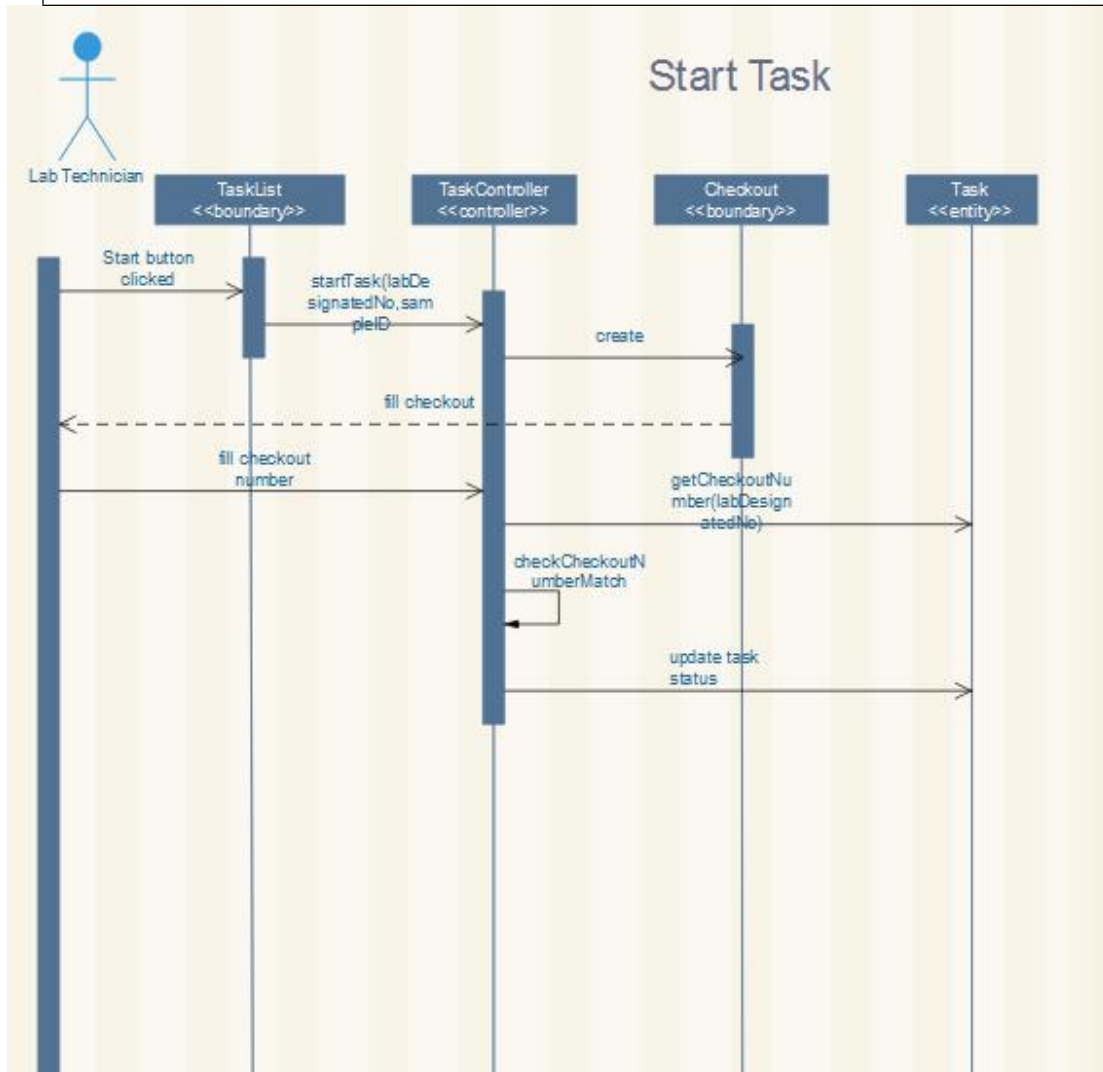 Start Task
Lab Technician
TaskList
<<boundary>>
TaskController
<<controller>>
Checkout
<<boundary>>
Task
<<entity>>
Start button
clicked
startTask(labDe
signatedNo,sam
pleID
create
fill checkout
fill checkout
number
getCheckoutNu
mber(labDesign
atedNo)
checkCheckoutN
umberMatch
update task
status